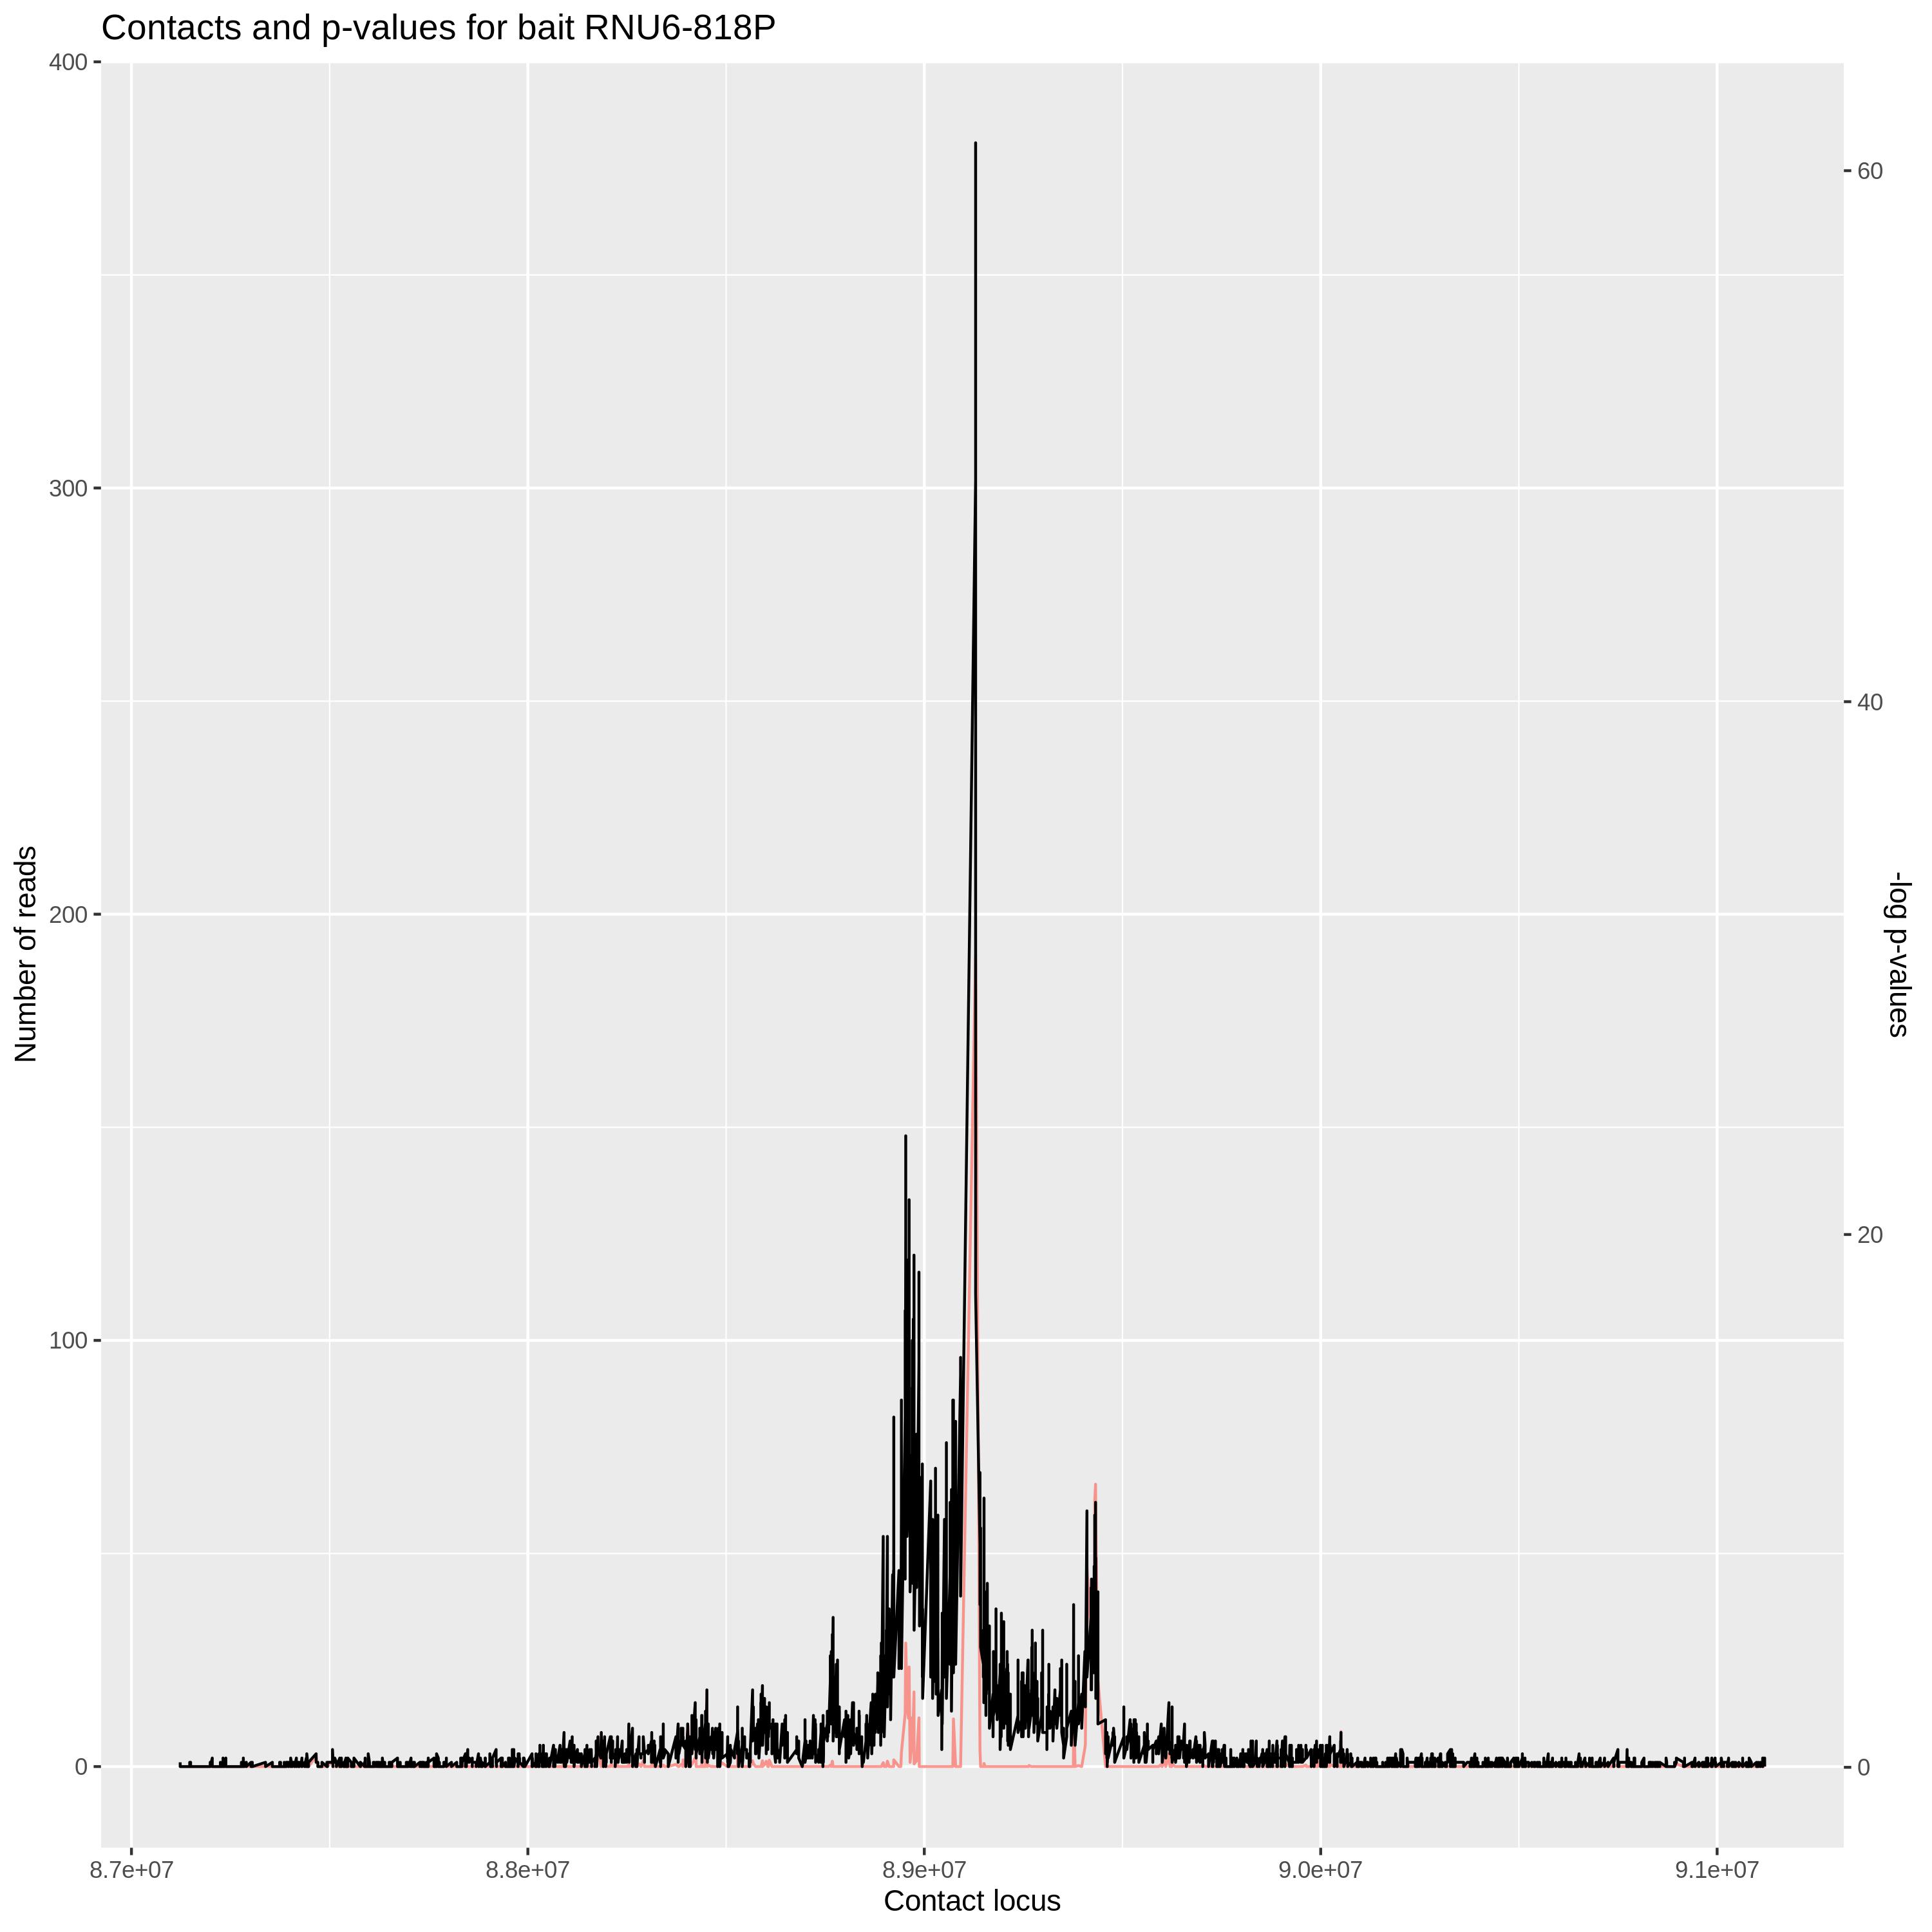 Contacts and p-values for bait RNU6-818P
400
300
200
100
0
Number of reads
60
40
20
0
-log p-values
8.7e+07 8.8e+07 8.9e+07 9.0e+07 9.1e+07
Contact locus